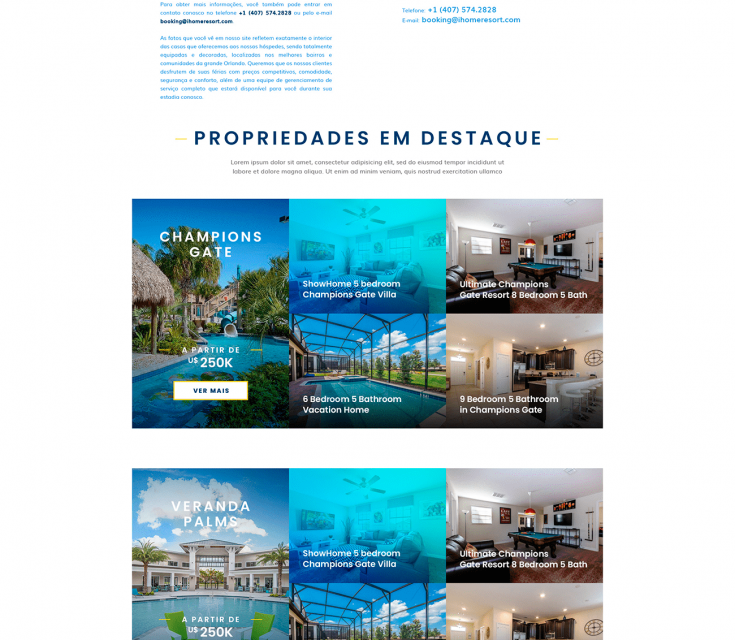 Para obter mais informações, você também pode entrar em
contato conosco no telefone +1 (407) 574.2828 ou pelo e-mail
booking@ihomeresort.com
As fotos que você vê em nosso site refletem exatamente o interior
das casas que oferecemos aos nossos hóspedes, sendo totalmente
equipadas e decoradas, localizadas nos melhores bairros e
comunidades da grande Orlando. Queremos que os nossos clientes
desfrutem de suas férias com preços competitivos, comodidade,
segurança e conforto, além de uma equipe de gerenciamento de
serviço completo que estará disponível para você durante sua
estadia conosco.
Telefone: +1 (407) 574.2828
E-mail: booking@ihomeresort.com
PROPRIEDADES EM DESTAQUE
Lorem ipsum dolor sit amet, consectetur adipisicing elit, sed do eiusmod tempor incididunt ut
labore et dolore magna aliqua. Ut enim ad minim veniam, quis nostrud exercitation ullamco
CHAMPIONS
GATE
A PARTIR DE
U$ 250K
VER MAIS
ShowHome 5 bedroom
Champions Gate Villa
Ultimate Champions
Gate Resort 8 Bedroom 5 Bath
6 Bedroom 5 Bathroom
Vacation Home
9 Bedroom 5 Bathroom
in Champions Gate
VERANDA
PALMS
A PARTIR DE
U$ 250K
ShowHome 5 bedroom
Champions Gate Villa
Ultimate Champions
Gate Resort 8 Bedroom 5 Bath